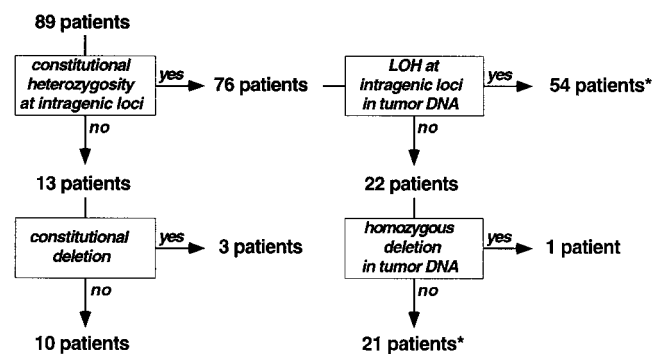 89 patients
constitutional
heterozygosity
at intragenic loci
yes
76 patients
LOH at
intragenic loci
in tumor DNA
yes
54 patients*
no
no
13 patients
22 patients
constitutional
deletion
yes
3 patients
homozygous
deletion
in tumor DNA
yes
1 patient
no
no
10 patients
21 patients*